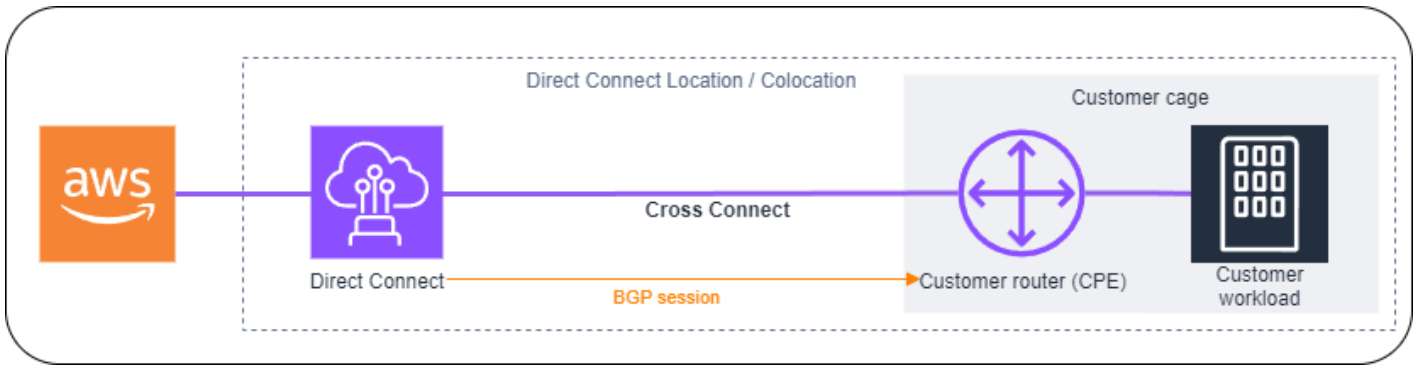 Direct Connect Location / Colocation
Customer cage
aws
Cross Connect
Direct Connect
BGP session
Customer router (CPE)
Customer
workload